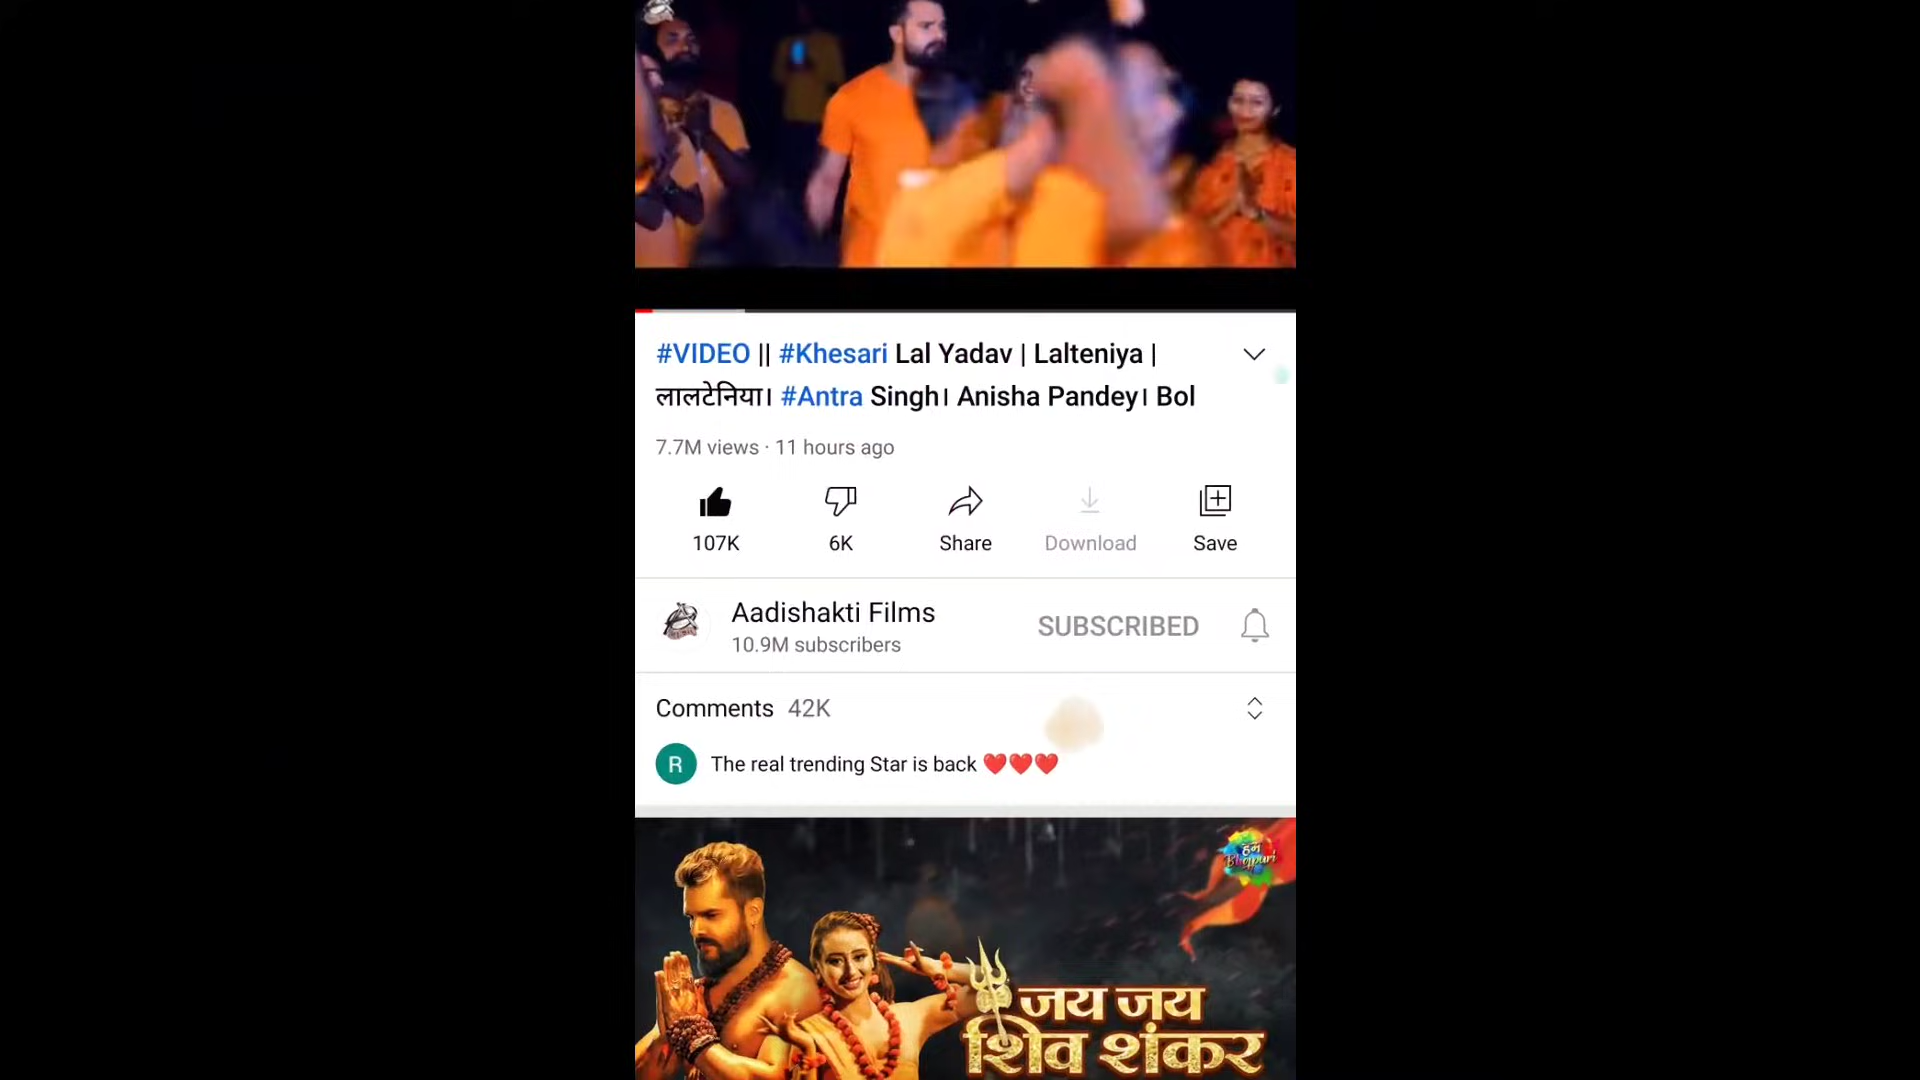 #VIDEO || #Khesari Lal Yadav | Lalteniya |
लालटेनिया। #Antra Singh। Anisha Pandey। Bol
7.7M views · 11 hours ago
107K 6K Share Download Save
Aadishakti Films
10.9M subscribers
SUBSCRIBED
Comments 42K
R The real trending Star is back ❤️❤️❤️
हम
Bhojpuri
जय जय
शिव शंकर